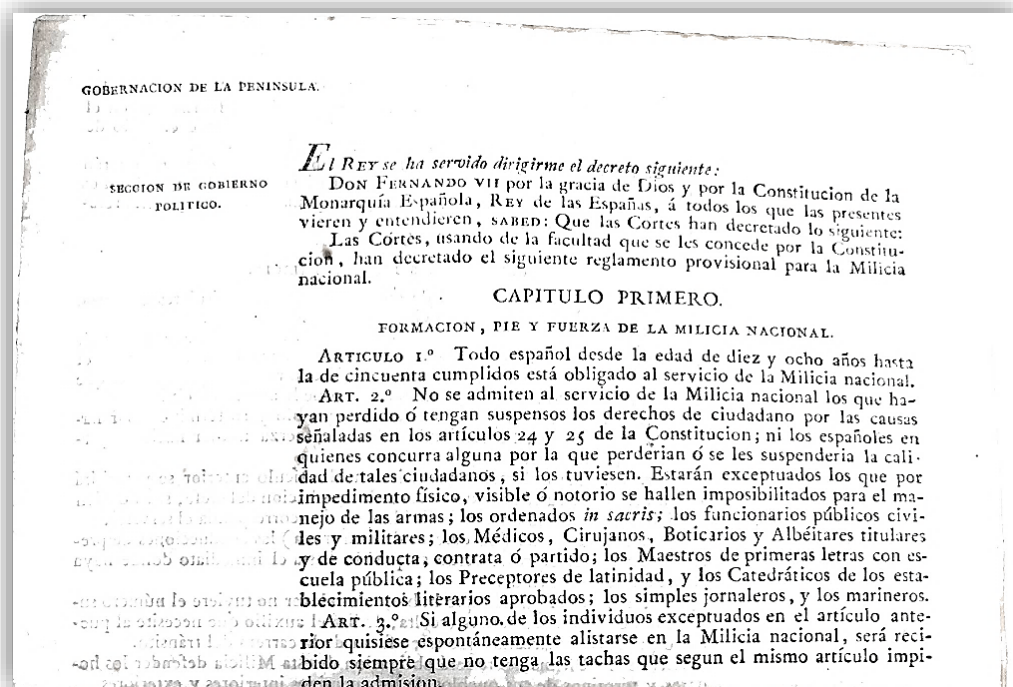 GOBERNACION DE LA PENINSULA.
SECCION DE GOBIERNO
POLITICO.
El REY se ha servido dirigirme el decreto siguiente:
DON FERNANDO VII por la gracia de Dios y por la Constitucion de la
Monarquía Española, REY de las Españas, á todos los que las presentes
vieren y entendieren, SABED: Que las Cortes han decretado lo siguiente:
Las Córtes, usando de la facultad que se les concede por la Constitu-
cion, han decretado el siguiente reglamento provisional para la Milicia
nacional.
CAPITULO PRIMERO.
FORMACION, PIE Y FUERZA DE LA MILICIA NACIONAL.
ARTICULO 1.º Todo español desde la edad de diez y ocho años hasta
la de cincuenta cumplidos está obligado al servicio de la Milicia nacional.
ART. 2.º No se admiten al servicio de la Milicia nacional los que ha-
yan perdido ó tengan suspensos los derechos de ciudadano por las causas
señaladas en los artículos 24 y 25 de la Constitucion; ni los españoles en
quienes concurra alguna por la que perderian ó se les suspenderia la cali-
dad de tales ciudadanos, si los tuviesen. Estarán exceptuados los que por
impedimento físico, visible ó notorio se hallen imposibilitados para el ma-
nejo de las armas; los ordenados in sacris; los funcionarios públicos civi-
les y militares; los Médicos, Cirujanos, Boticarios y Albéitares titulares
y de conducta, contrata ó partido; los Maestros de primeras letras con es-
cuela pública; los Preceptores de latinidad, y los Catedráticos de los esta-
blecimientos literarios aprobados; los simples jornaleros, y los marineros.
ART. 3.º Si alguno de los individuos exceptuados en el artículo ante-
rior quisiese espontáneamente alistarse en la Milicia nacional, será reci-
bido siempre que no tenga las tachas que segun el mismo artículo impi-
den la admision.